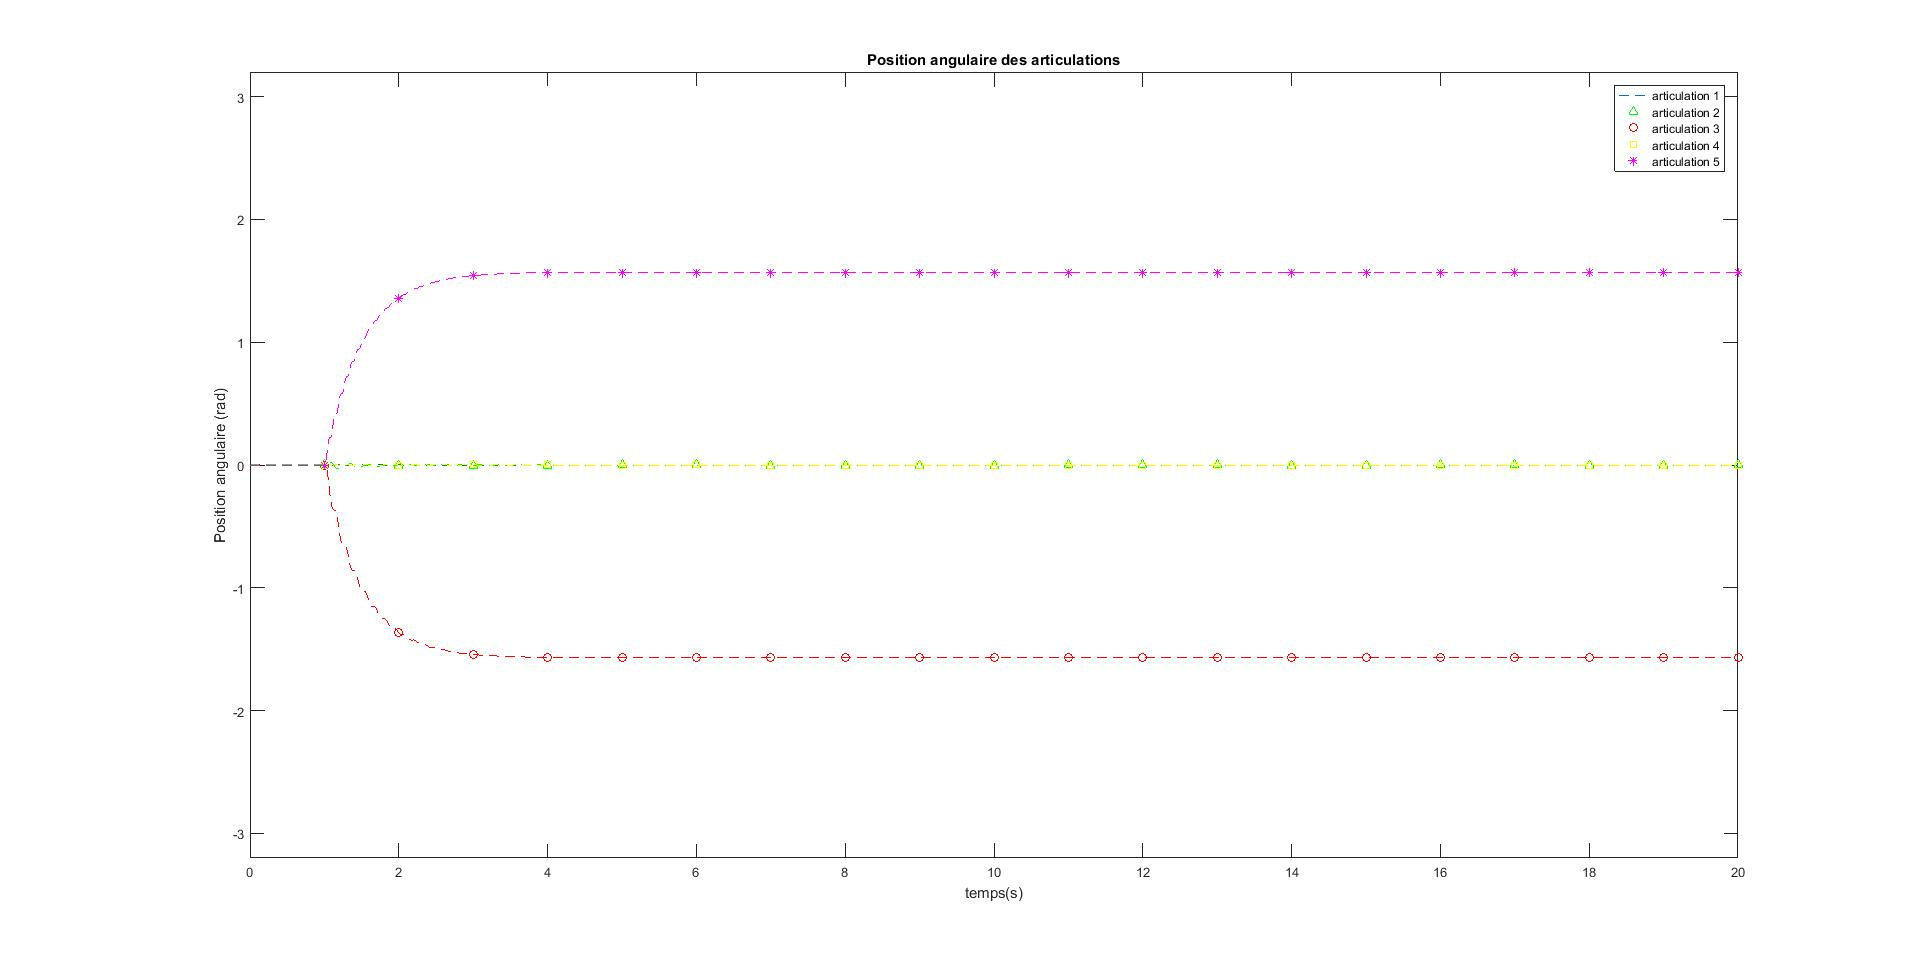 Position angulaire des articulations
articulation 1
articulation 2
articulation 3
articulation 4
articulation 5
3
2
1
0
-1
-2
-3
Position angulaire (rad)
0 2 4 6 8 10 12 14 16 18 20
temps(s)